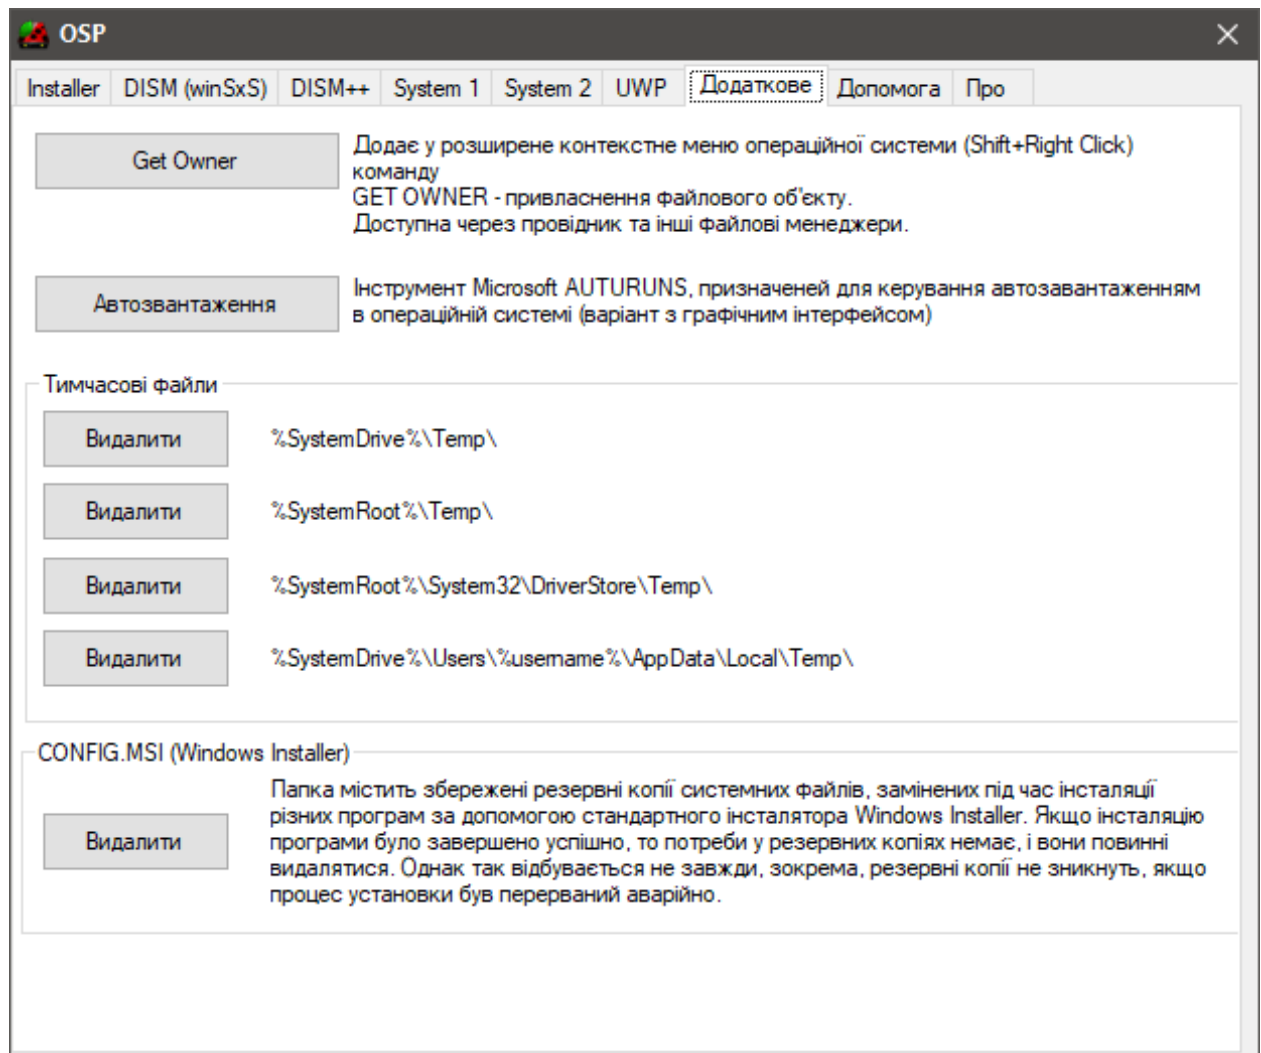 OSP
Installer DISM (winSxS) DISM++ System 1 System 2 UWP Додаткове Допомога Про
Get Owner
Додає у розширене контекстне меню операційної системи (Shift+Right Click)
команду
GET OWNER - привласнення файлового об'єкту.
Доступна через провідник та інші файлові менеджери.
Автозвантаження
Інструмент Microsoft AUTURUNS, призначеней для керування автозавантаженням
в операційній системі (варіант з графічним інтерфейсом)
Тимчасові файли
Видалити %SystemDrive%\Temp\
Видалити %SystemRoot%\Temp\
Видалити %SystemRoot%\System32\DriverStore\Temp\
Видалити %SystemDrive%\Users\%username%\AppData\Local\Temp\
CONFIG.MSI (Windows Installer)
Видалити
Папка містить збережені резервні копії системних файлів, замінених під час інсталяції
різних програм за допомогою стандартного інсталятора Windows Installer. Якщо інсталяцію
програми було завершено успішно, то потреби у резервних копіях немає, і вони повинні
видалятися. Однак так відбувається не завжди, зокрема, резервні копії не зникнуть, якщо
процес установки був перерваний аварійно.